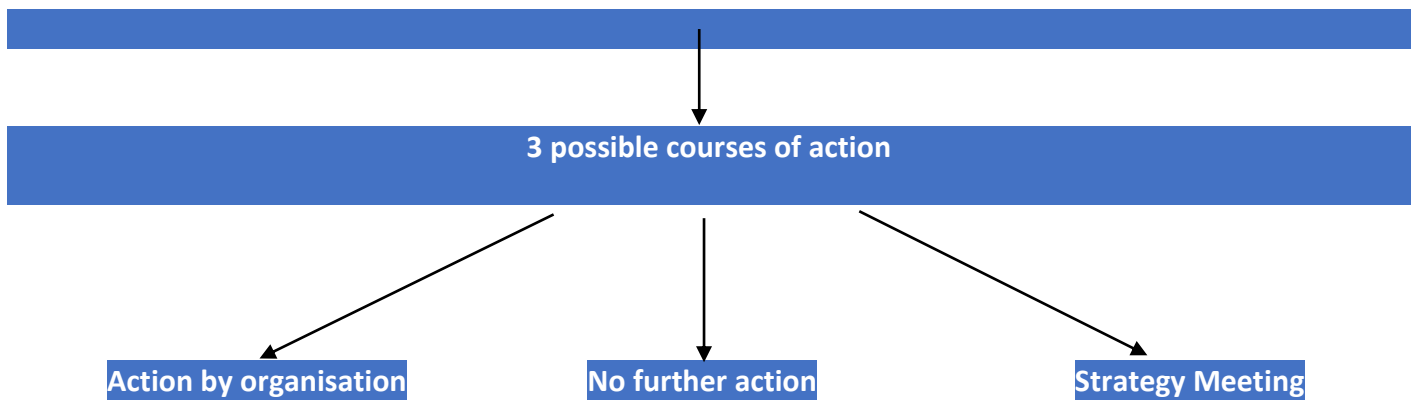 3 possible courses of action
Action by organisation
No further action
Strategy Meeting